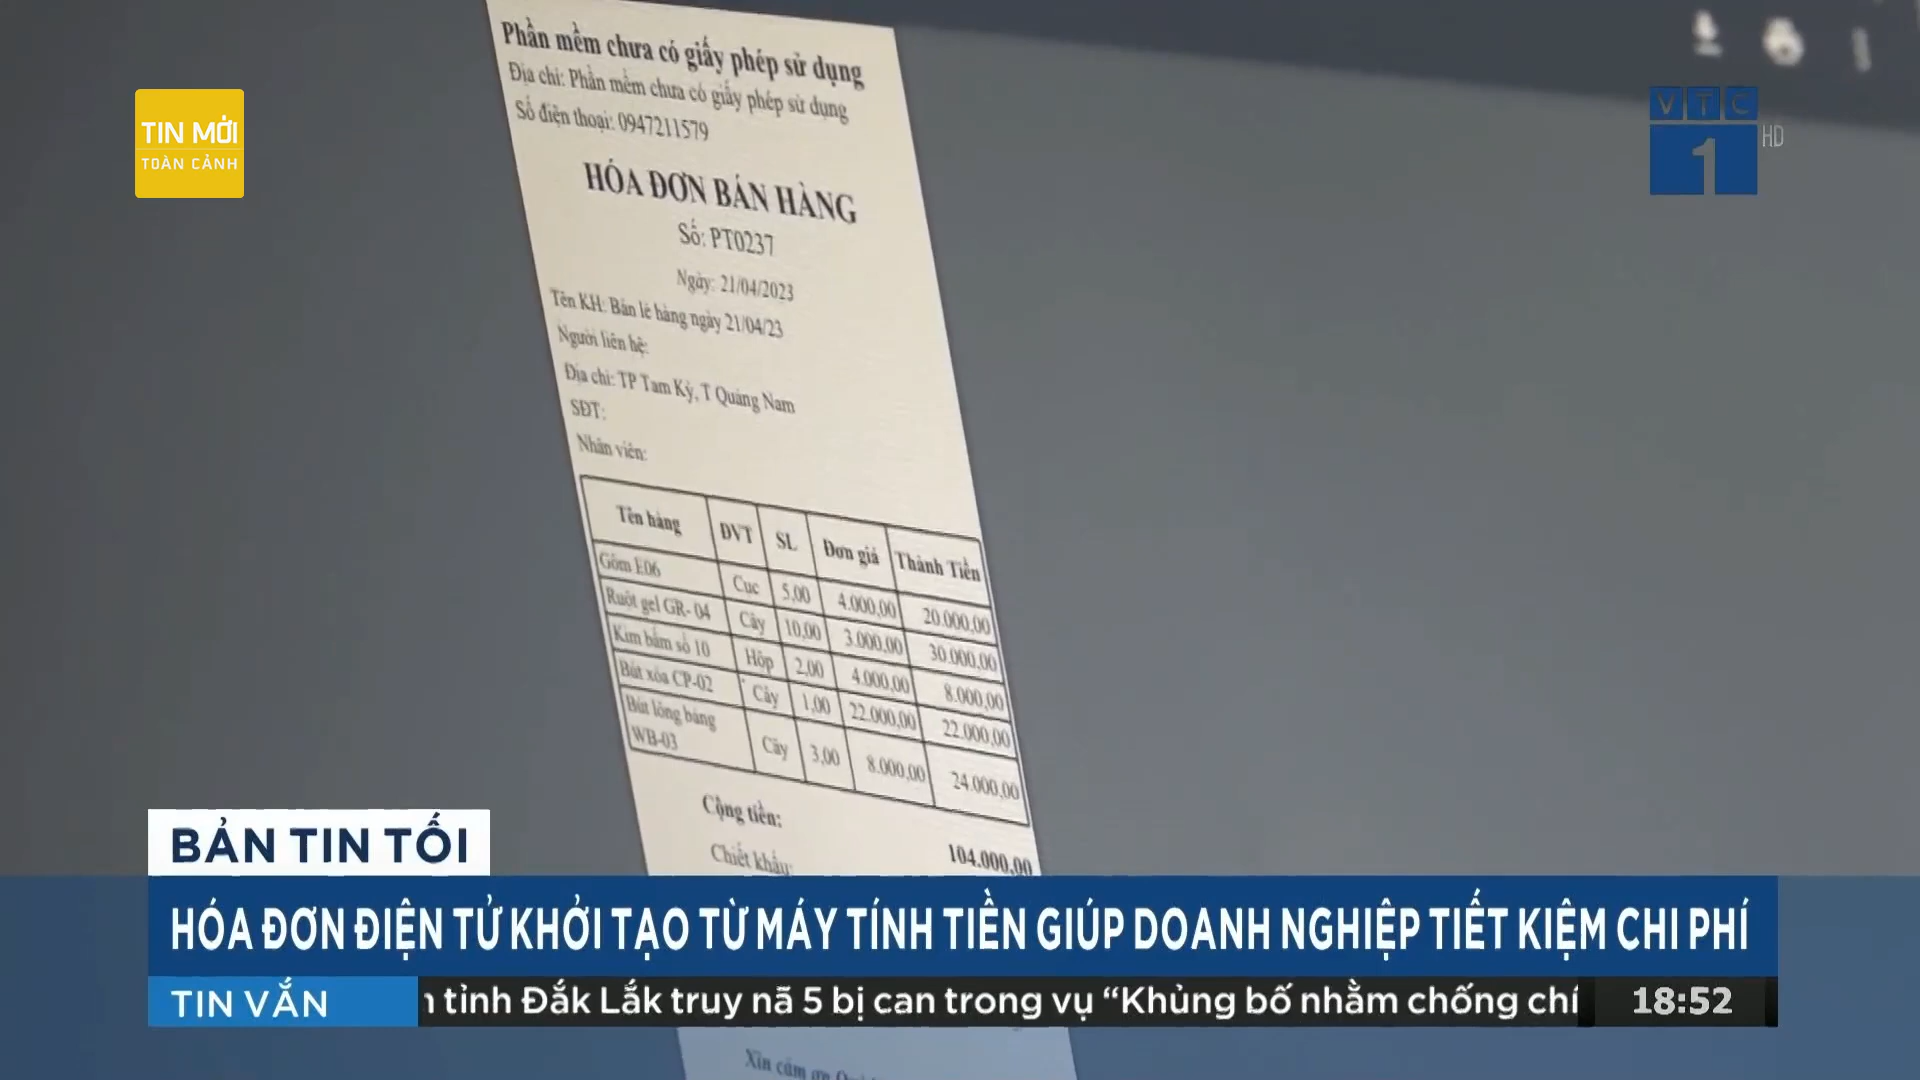 Phần mềm chưa có giấy phép sử dụng
Địa chỉ: Phần mềm chưa có giấy phép sử dụng
Số điện thoại: 0947211579
TIN MỚI
TOÀN CẢNH
VTC
1
HD
HÓA ĐƠN BÁN HÀNG
Số: PT0237
Ngày: 21/04/2023
Tên KH: Bán lẻ hàng ngày 21/04/23
Người liên hệ:
Địa chỉ: TP Tam Kỳ, T Quảng Nam
SĐT:
Nhân viên:
Tên hàng ĐVT SL Đơn giá Thành Tiền
Gôm E06 Cuc 5,00 4.000,00 20.000,00
Ruột gel GR- 04 Cây 10,00 3.000,00 30.000,00
Kim bấm số 10 Hộp 2,00 4.000,00 8.000,00
Bút xóa CP-02 Cây 1,00 22.000,00 22.000,00
Bút lông bảng WB-03 Cây 3,00 8.000,00 24.000,00
Cộng tiền: 104.000,00
Chiết khấu:
BẢN TIN TỐI
HÓA ĐƠN ĐIỆN TỬ KHỞI TẠO TỪ MÁY TÍNH TIỀN GIÚP DOANH NGHIỆP TIẾT KIỆM CHI PHÍ
TIN VẮN
tỉnh Đắk Lắk truy nã 5 bị can trong vụ “Khủng bố nhằm chống chí
18:52
Xin cám ơn